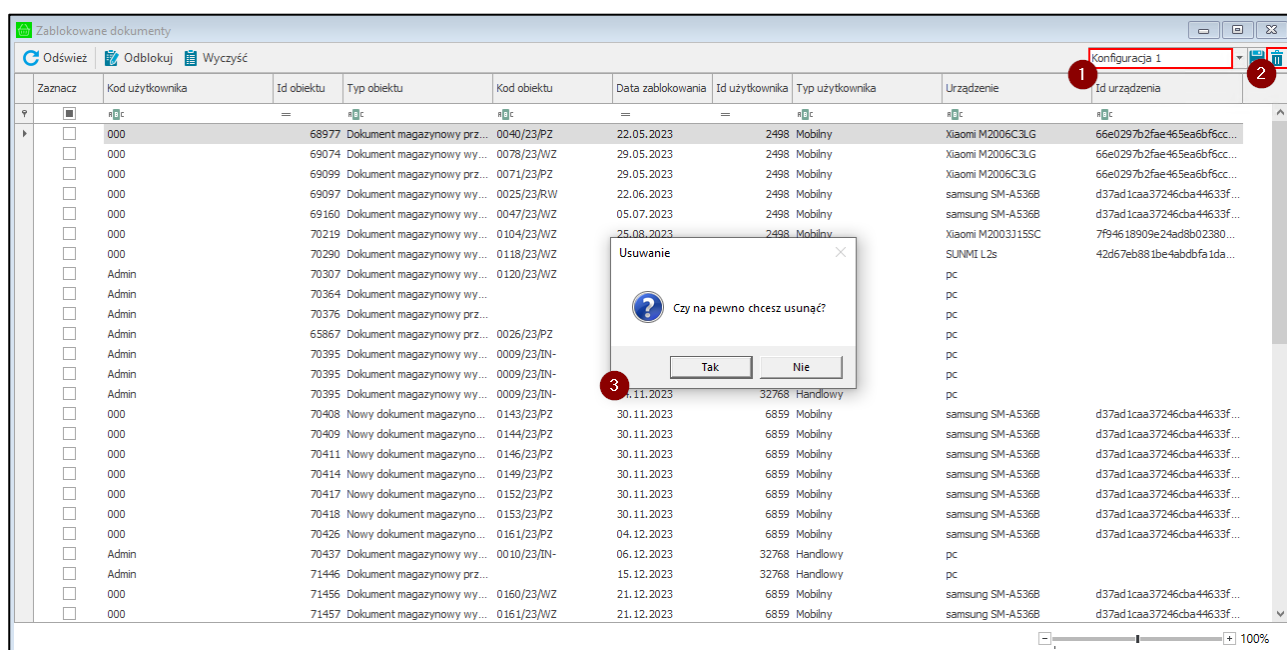 Zablokowane dokumenty
Odśwież Odblokuj Wyczyść Konfiguracja 1
1 2
Zaznacz Kod użytkownika Id obiektu Typ obiektu Kod obiektu Data zablokowania Id użytkownika Typ użytkownika Urządzenie Id urządzenia
= = =
000 68977 Dokument magazynowy prz... 0040/23/PZ 22.05.2023 2498 Mobilny Xiaomi M2006C3LG 66e0297b2fae465ea6bf6cc...
000 69074 Dokument magazynowy wy... 0078/23/WZ 29.05.2023 2498 Mobilny Xiaomi M2006C3LG 66e0297b2fae465ea6bf6cc...
000 69099 Dokument magazynowy prz... 0071/23/PZ 29.05.2023 2498 Mobilny Xiaomi M2006C3LG 66e0297b2fae465ea6bf6cc...
000 69097 Dokument magazynowy wy... 0025/23/RW 22.06.2023 2498 Mobilny samsung SM-A536B d37ad1caa37246cba44633f...
000 69160 Dokument magazynowy wy... 0047/23/WZ 05.07.2023 2498 Mobilny samsung SM-A536B d37ad1caa37246cba44633f...
000 70219 Dokument magazynowy wy... 0104/23/WZ 25.08.2023 2498 Mobilny Xiaomi M2003J15SC 7f94618909e24ad8b02380...
000 70290 Dokument magazynowy wy... 0118/23/WZ SUNMI L2s 42d67eb881be4abdbfa1da...
Admin 70307 Dokument magazynowy wy... 0120/23/WZ pc
Admin 70364 Dokument magazynowy wy... pc
Admin 70376 Dokument magazynowy prz... pc
Admin 65867 Dokument magazynowy prz... 0026/23/PZ pc
Admin 70395 Dokument magazynowy wy... 0009/23/IN- pc
Admin 70395 Dokument magazynowy wy... 0009/23/IN- pc
Admin 70395 Dokument magazynowy wy... 0009/23/IN- .11.2023 32768 Handlowy pc
000 70408 Nowy dokument magazyno... 0143/23/PZ 30.11.2023 6859 Mobilny samsung SM-A536B d37ad1caa37246cba44633f...
000 70409 Nowy dokument magazyno... 0144/23/PZ 30.11.2023 6859 Mobilny samsung SM-A536B d37ad1caa37246cba44633f...
000 70411 Nowy dokument magazyno... 0146/23/PZ 30.11.2023 6859 Mobilny samsung SM-A536B d37ad1caa37246cba44633f...
000 70414 Nowy dokument magazyno... 0149/23/PZ 30.11.2023 6859 Mobilny samsung SM-A536B d37ad1caa37246cba44633f...
000 70417 Nowy dokument magazyno... 0152/23/PZ 30.11.2023 6859 Mobilny samsung SM-A536B d37ad1caa37246cba44633f...
000 70418 Nowy dokument magazyno... 0153/23/PZ 30.11.2023 6859 Mobilny samsung SM-A536B d37ad1caa37246cba44633f...
000 70426 Nowy dokument magazyno... 0161/23/PZ 04.12.2023 6859 Mobilny samsung SM-A536B d37ad1caa37246cba44633f...
Admin 70437 Dokument magazynowy wy... 0010/23/IN- 06.12.2023 32768 Handlowy pc
Admin 71446 Dokument magazynowy prz... 15.12.2023 32768 Handlowy pc
000 71456 Dokument magazynowy wy... 0160/23/WZ 21.12.2023 6859 Mobilny samsung SM-A536B d37ad1caa37246cba44633f...
000 71457 Dokument magazynowy wy... 0161/23/WZ 21.12.2023 6859 Mobilny samsung SM-A536B d37ad1caa37246cba44633f...
100%
Usuwanie
Czy na pewno chcesz usunąć?
Tak Nie
3